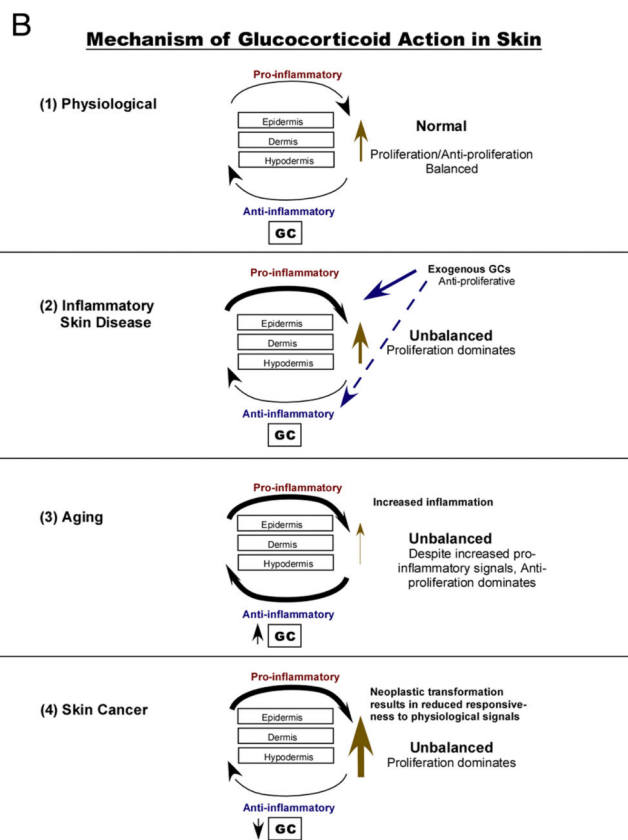 B
Mechanism of Glucocorticoid Action in Skin
Pro-inflammatory
(1) Physiological
Epidermis
Dermis
Hypodermis
Normal
Proliferation/Anti-proliferation
Balanced
Anti-inflammatory
GC
Pro-inflammatory
Exogenous GCs
Anti-proliferative
(2) Inflammatory
Skin Disease
Epidermis
Dermis
Hypodermis
Unbalanced
Proliferation dominates
Anti-inflammatory
GC
Pro-inflammatory
Increased inflammation
(3) Aging
Epidermis
Dermis
Hypodermis
Unbalanced
Despite increased pro-
inflammatory signals, Anti-
proliferation dominates
Anti-inflammatory
GC
Pro-inflammatory
Neoplastic transformation
results in reduced responsive-
ness to physiological signals
(4) Skin Cancer
Epidermis
Dermis
Hypodermis
Unbalanced
Proliferation dominates
Anti-inflammatory
GC